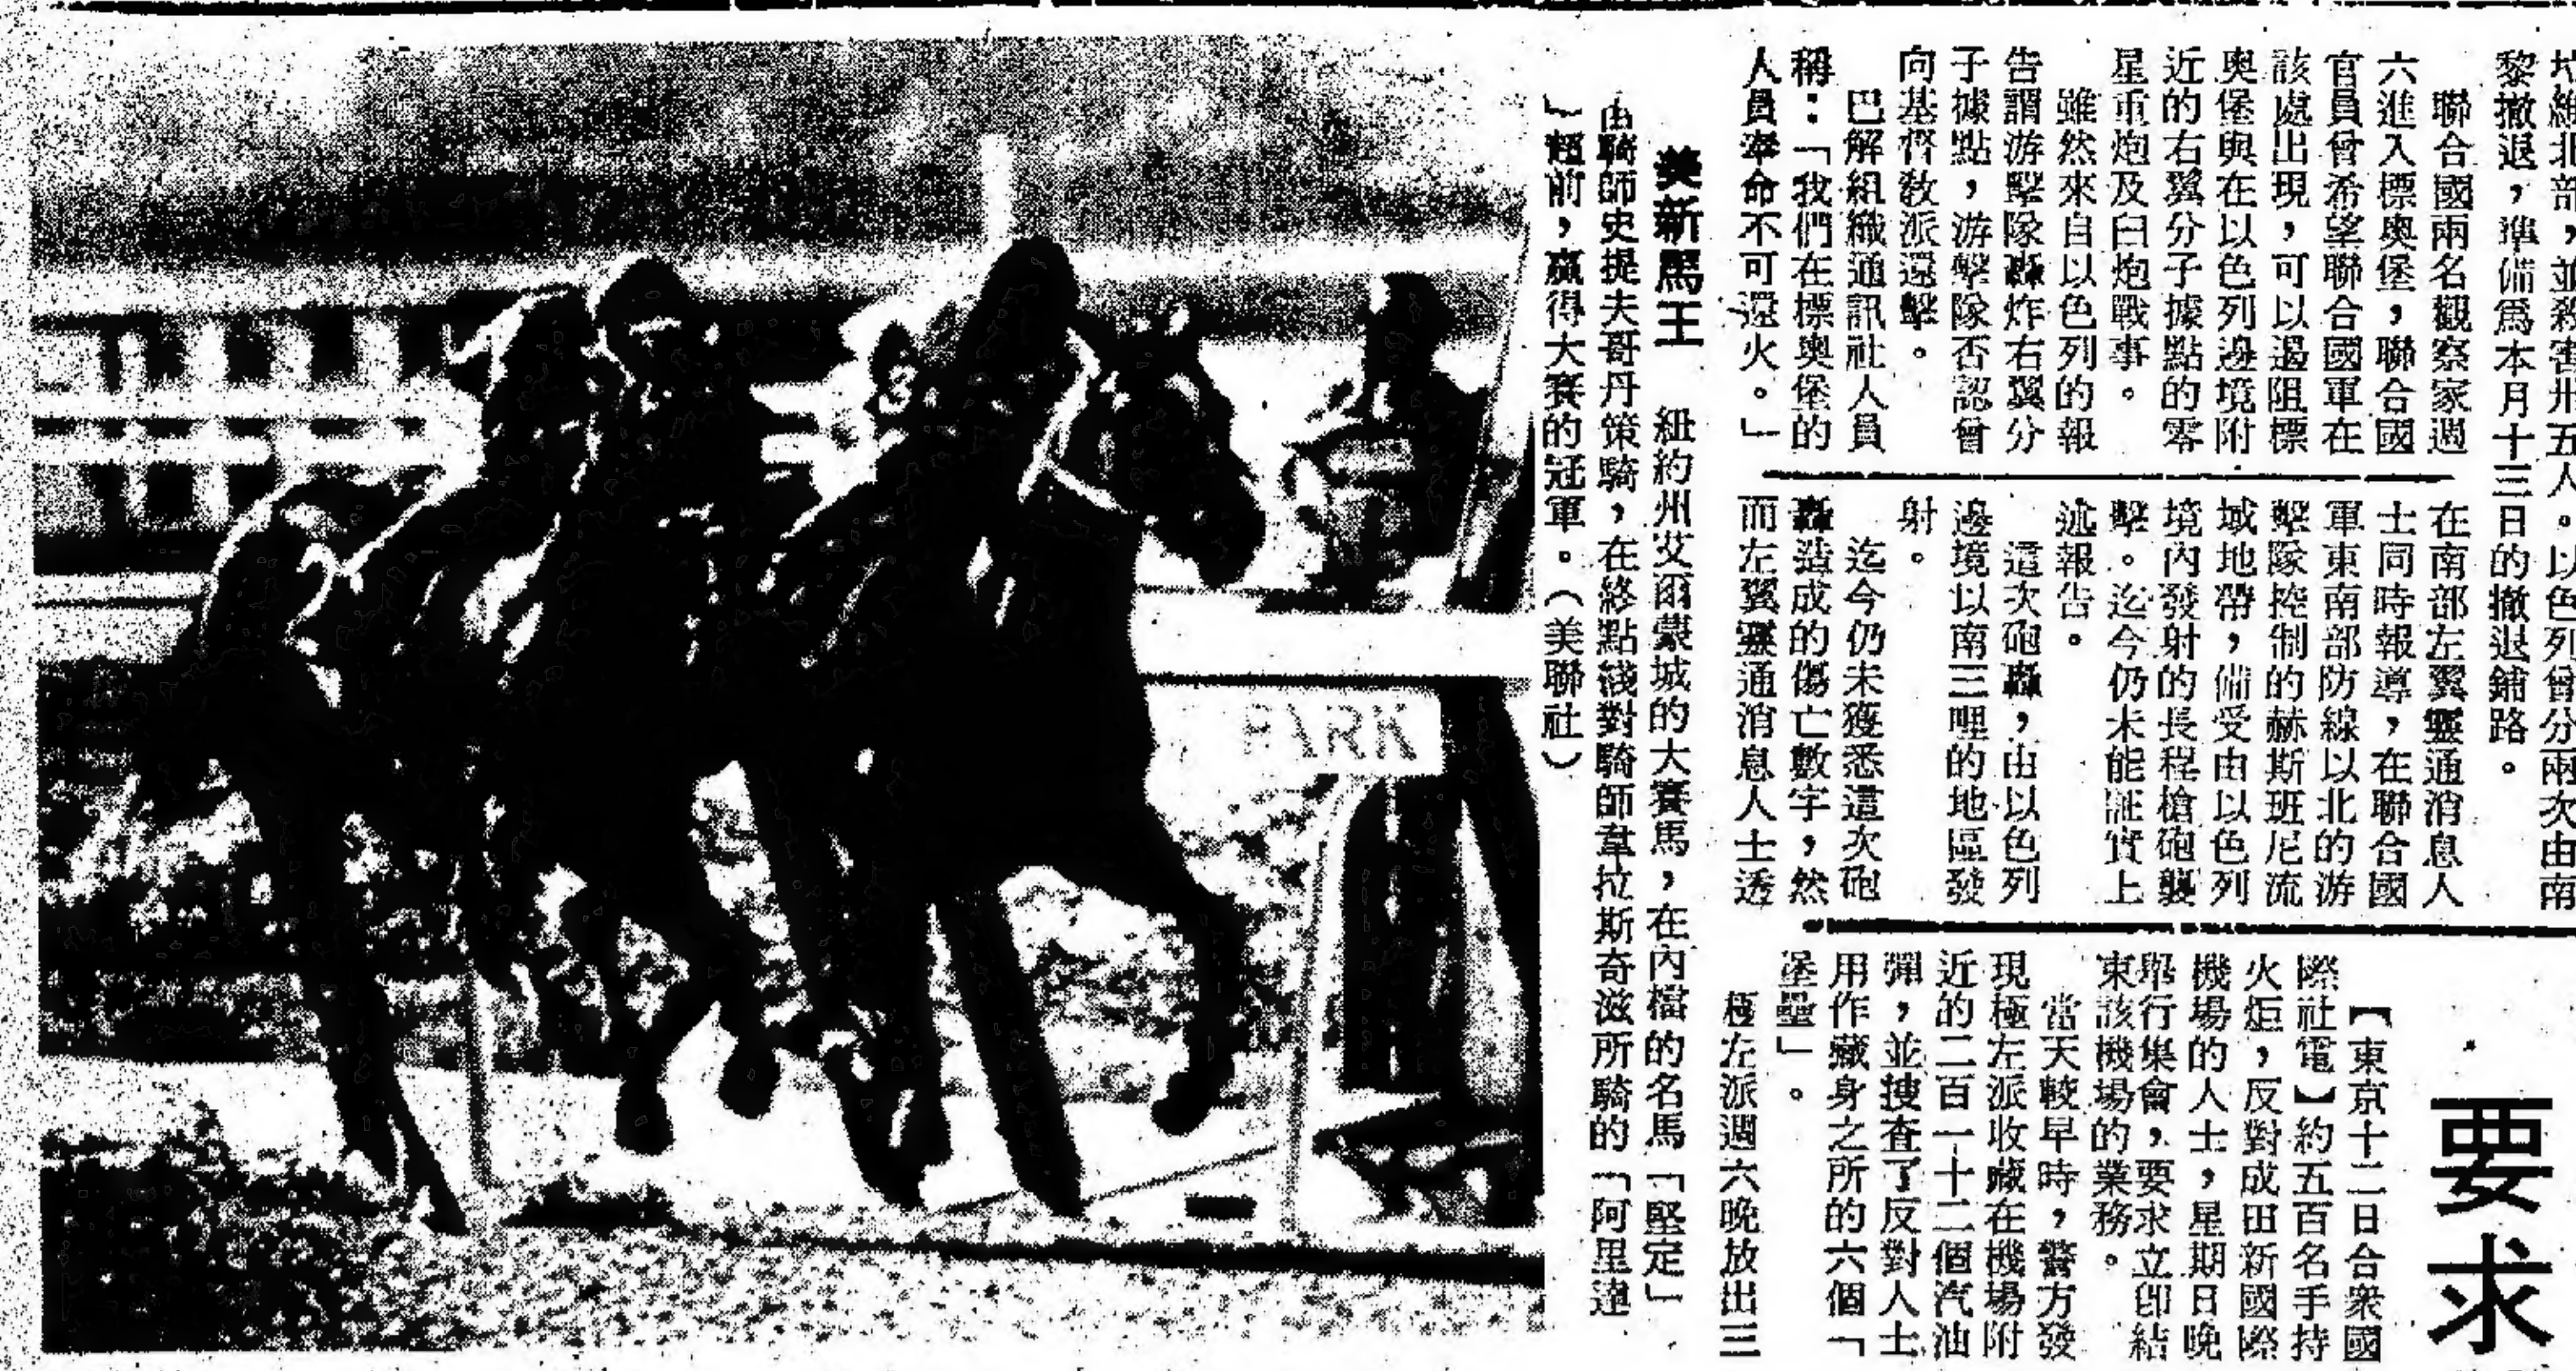 垃圾北部，並殺害卅五人。以色列曾分兩次由南
黎撤退，準備爲本月十三日的撤退鋪路。
聯合國兩名觀察家週
六進入標奧堡，聯合國
官員曾希望聯合國軍在
該處出現，可以遏阻標
奧堡與在以色列邊境附
近的右翼分子據點的零
星重炮及臼炮戰事。
雖然來自以色列的報
告謂游擊隊轟炸右翼分
子據點，游擊隊否認曾
向基督敎派還擊。
巴解組織通訊社人員
稱：「我們在標奧堡的
人員奉命不可還火。」
在南部左翼靈通消息人
士同時報導，在聯合國
軍東南部防線以北的游
擊隊控制的赫斯班尼流
域地帶，備受由以色列
境內發射的長程槍砲襲
擊。迄今仍未能証實上
述報告。
這次砲轟，由以色列
邊境以南三哩的地區發
射。
迄今仍未獲悉這次砲
轟造成的傷亡數字，然
而左翼靈通消息人士透
要求
【東京十二日合衆國
際社電】約五百名手持
火炬，反對成田新國際
機場的人士，星期日晚
舉行集會，要求立卽結
束該機場的業務。
當天較早時，警方發
現極左派收藏在機場附
近的二百一十二個汽油
彈，並搜查了反對人士
用作藏身之所的六個「
堡壘」。
極左派週六晚放出三
美新馬王
紐約州艾爾蒙城的大賽馬，在內檔的名馬「堅定」
由騎師史提夫哥丹策騎，在終點綫對騎師韋拉斯奇滋所騎的「阿里達
」超前，贏得大賽的冠軍。（美聯社）
3
2
PARK